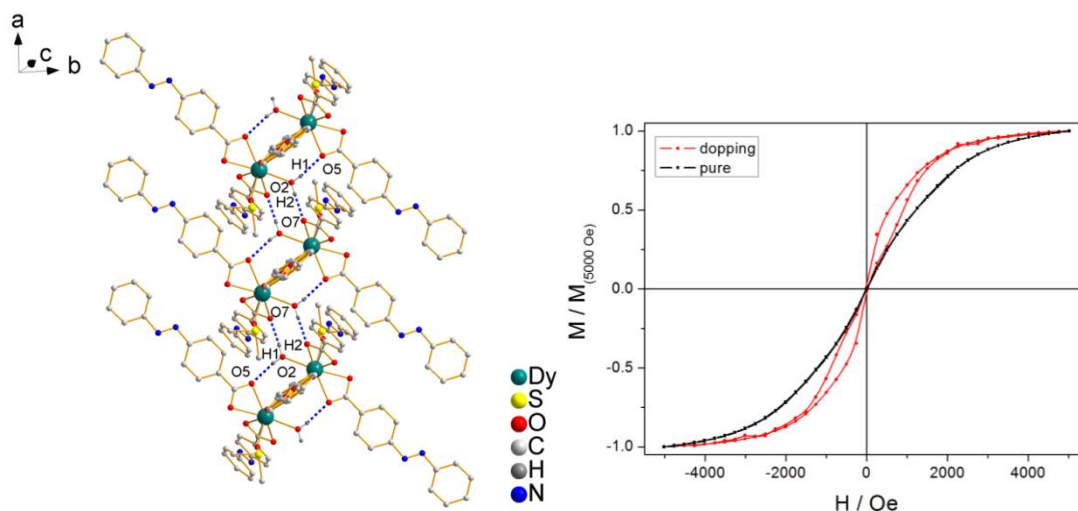 a
c
b
H1
O5
O2
H2
O7
O7
H1
H2
O5
O2
Dy
S
O
C
H
N
dopping
pure
M / M(5000 Oe)
1.0
0.5
0.0
-0.5
-1.0
-4000 -2000 0 2000 4000
H / Oe